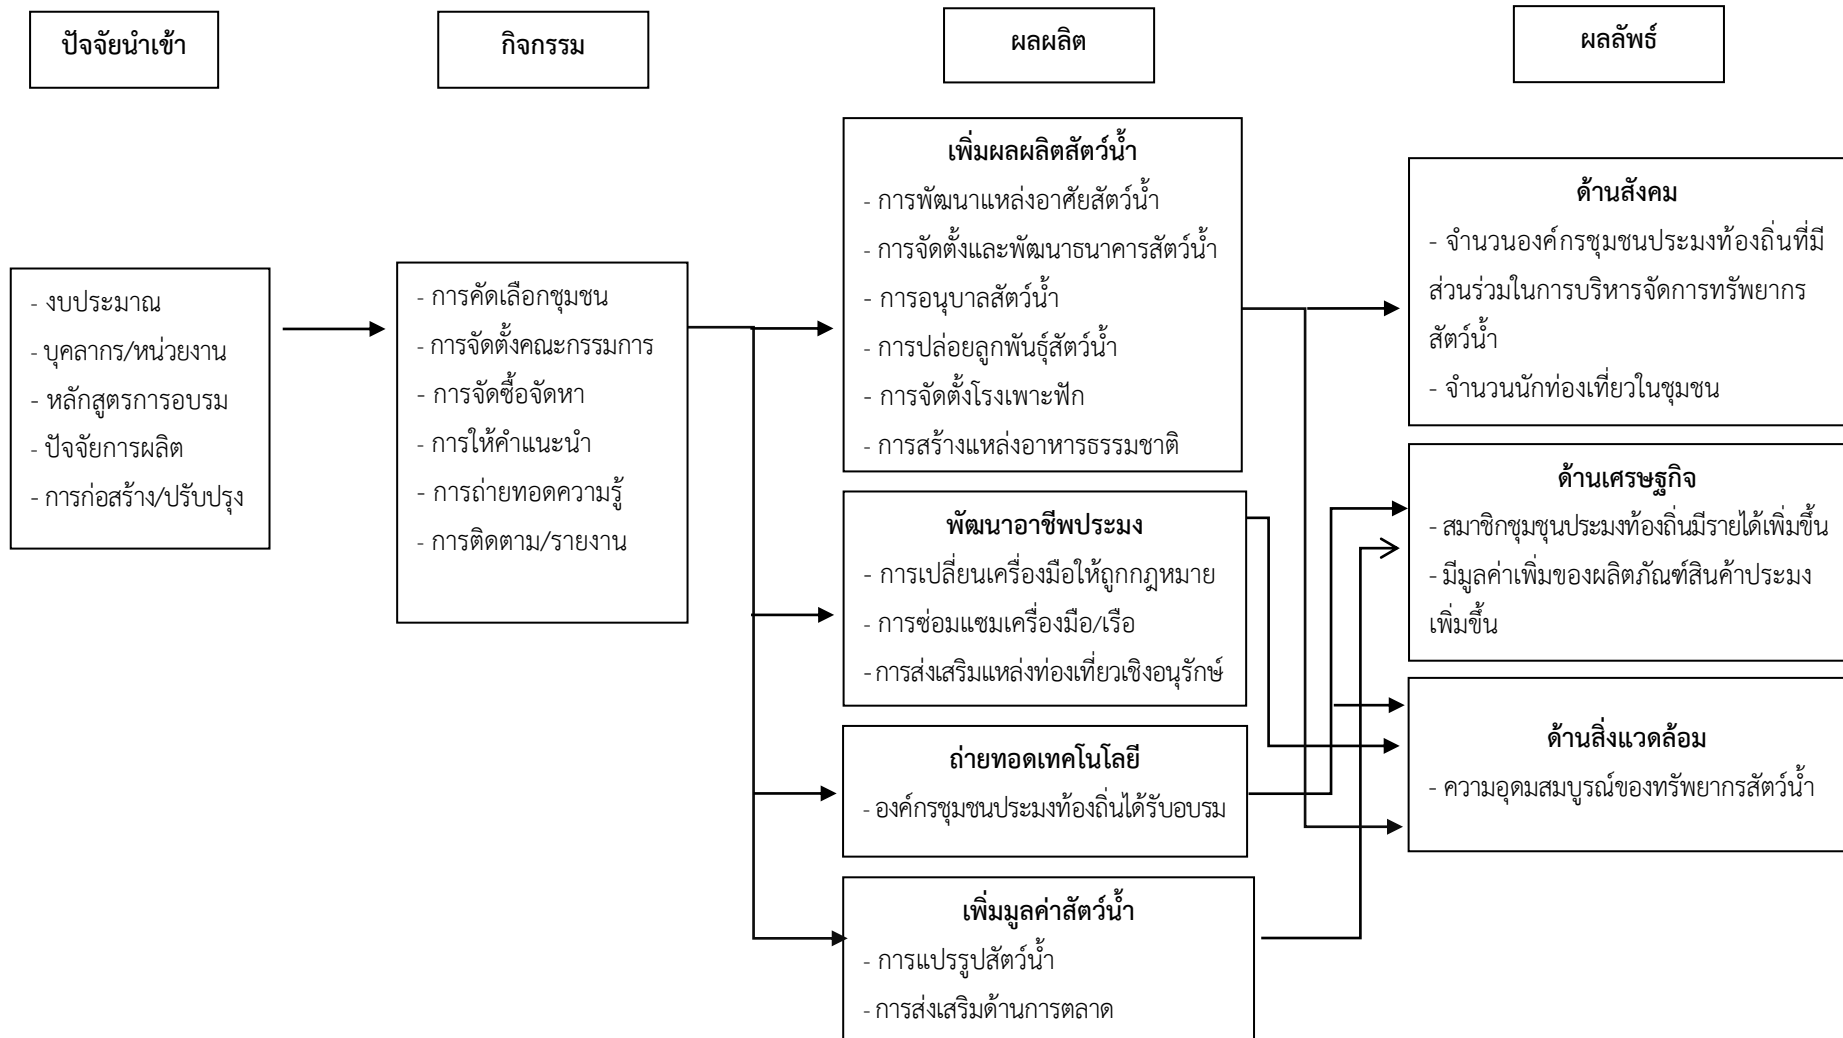 ปัจจัยนำเข้า
กิจกรรม
ผลผลิต
ผลลัพธ์
- งบประมาณ
- บุคลากร/หน่วยงาน
- หลักสูตรการอบรม
- ปัจจัยการผลิต
- การก่อสร้าง/ปรับปรุง
- การคัดเลือกชุมชน
- การจัดตั้งคณะกรรมการ
- การจัดซื้อจัดหา
- การให้คำแนะนำ
- การถ่ายทอดความรู้
- การติดตาม/รายงาน
เพิ่มผลผลิตสัตว์น้ำ
- การพัฒนาแหล่งอาศัยสัตว์น้ำ
- การจัดตั้งและพัฒนาธนาคารสัตว์น้ำ
- การอนุบาลสัตว์น้ำ
- การปล่อยลูกพันธุ์สัตว์น้ำ
- การจัดตั้งโรงเพาะฟัก
- การสร้างแหล่งอาหารธรรมชาติ
พัฒนาอาชีพประมง
- การเปลี่ยนเครื่องมือให้ถูกกฎหมาย
- การซ่อมแซมเครื่องมือ/เรือ
- การส่งเสริมแหล่งท่องเที่ยวเชิงอนุรักษ์
ถ่ายทอดเทคโนโลยี
- องค์กรชุมชนประมงท้องถิ่นได้รับอบรม
เพิ่มมูลค่าสัตว์น้ำ
- การแปรรูปสัตว์น้ำ
- การส่งเสริมด้านการตลาด
ด้านสังคม
- จำนวนองค์กรชุมชนประมงท้องถิ่นที่มี
ส่วนร่วมในการบริหารจัดการทรัพยากร
สัตว์น้ำ
- จำนวนนักท่องเที่ยวในชุมชน
ด้านเศรษฐกิจ
- สมาชิกชุมชุนประมงท้องถิ่นมีรายได้เพิ่มขึ้น
- มีมูลค่าเพิ่มของผลิตภัณฑ์สินค้าประมง
เพิ่มขึ้น
ด้านสิ่งแวดล้อม
- ความอุดมสมบูรณ์ของทรัพยากรสัตว์น้ำ